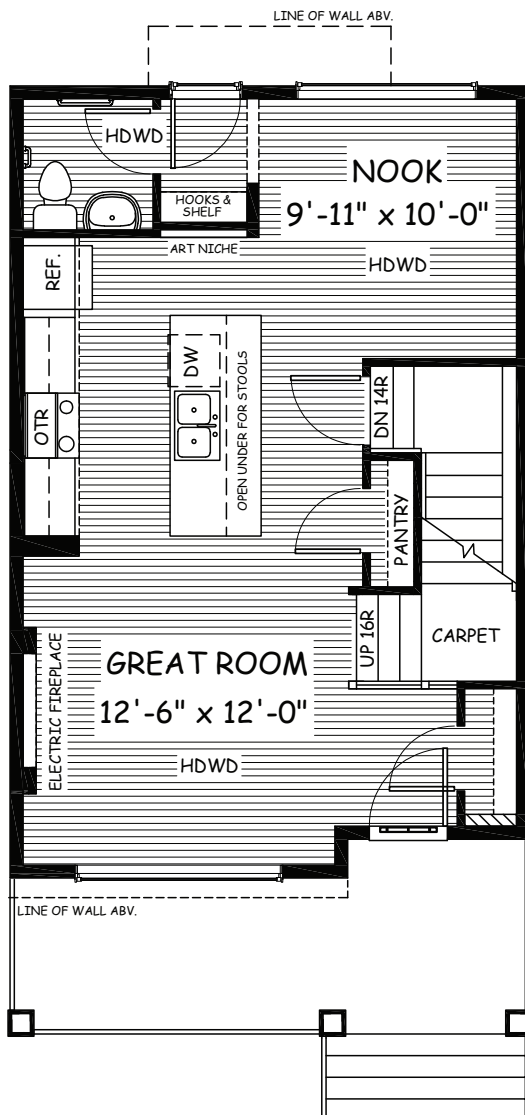 LINE OF WALL ABV.
HDWD
NOOK
9'-11" x 10'-0"
HOOKS &
SHELF
ART NICHE
HDWD
REF.
DW
OPEN UNDER FOR STOOLS
OTR
DN 14R
PANTRY
UP 16R
CARPET
ELECTRIC FIREPLACE
GREAT ROOM
12'-6" x 12'-0"
HDWD
LINE OF WALL ABV.